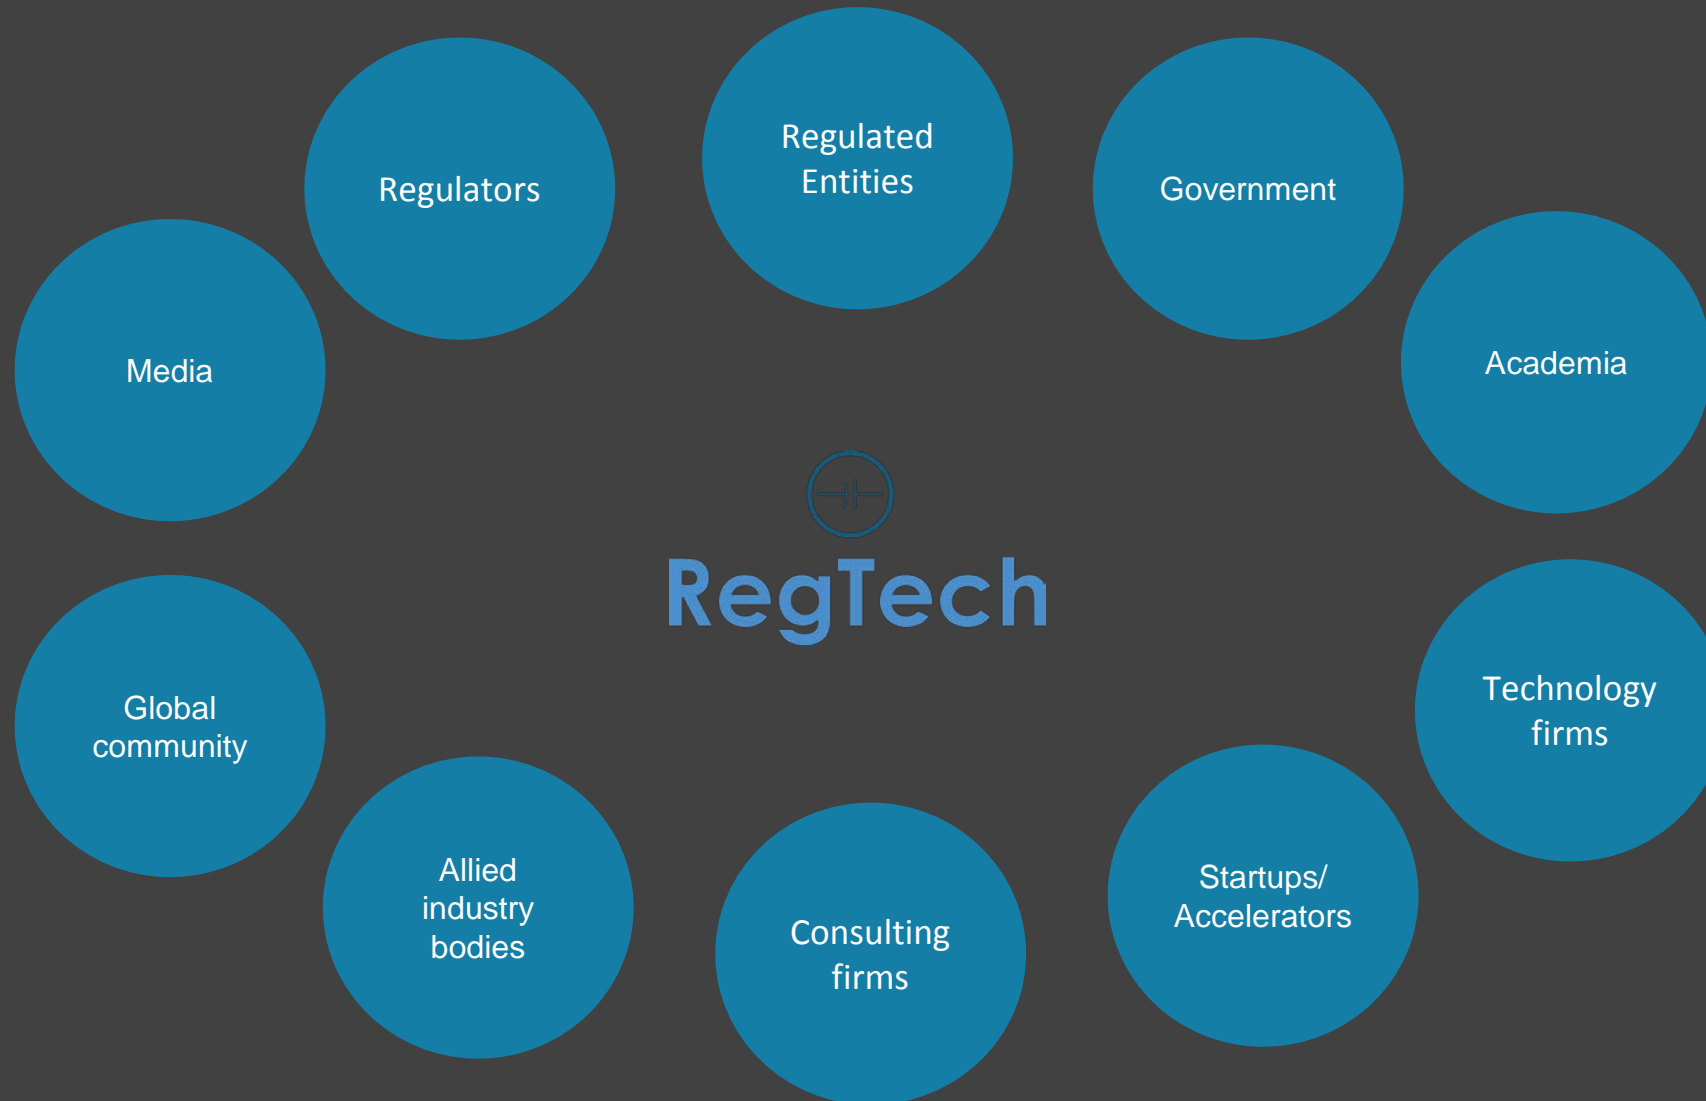 Regulated
Entities
Regulators
Government
Academia
Media
RegTech
Technology
firms
Global
community
Startups/
Accelerators
Allied
industry
bodies
Consulting
firms